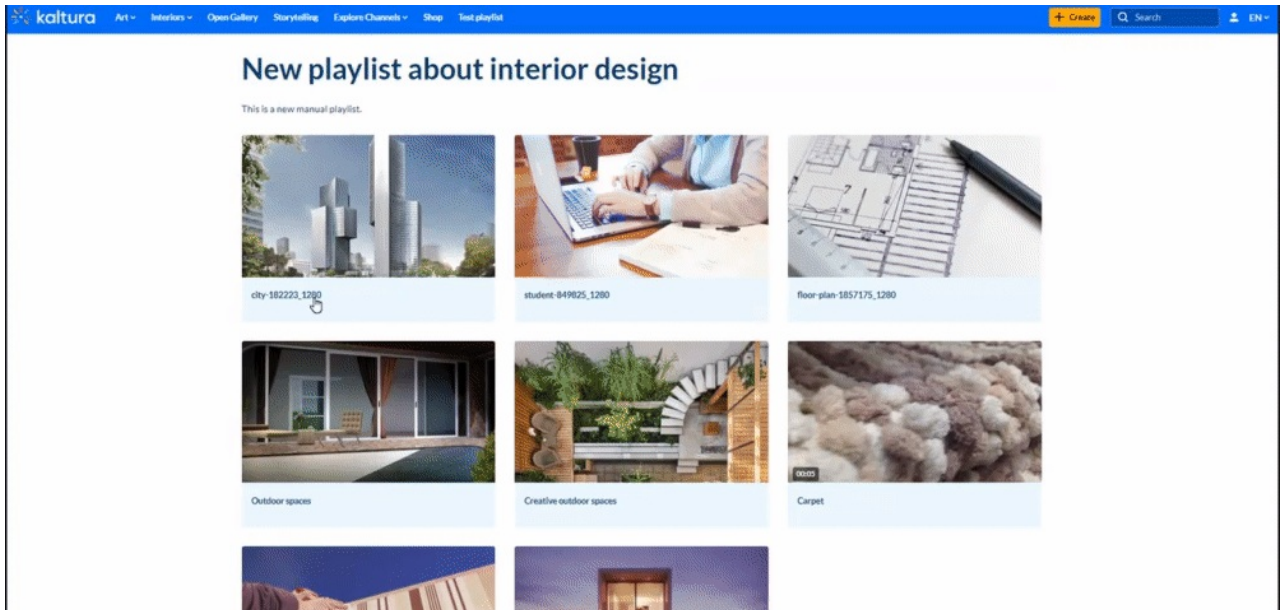 kaltura Art Interiors Open Gallery Storytelling Explore Channels Shop Test playlist + Create Search EN
New playlist about interior design
This is a new manual playlist.
city-182223_1280 student-849825_1280 floor-plan-1857175_1280
00:05
Outdoor spaces Creative outdoor spaces Carpet